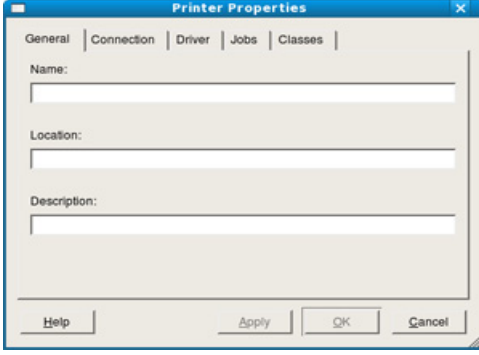 Printer Properties
General Connection Driver Jobs Classes
Name:
Location:
Description:
Help Apply OK Cancel